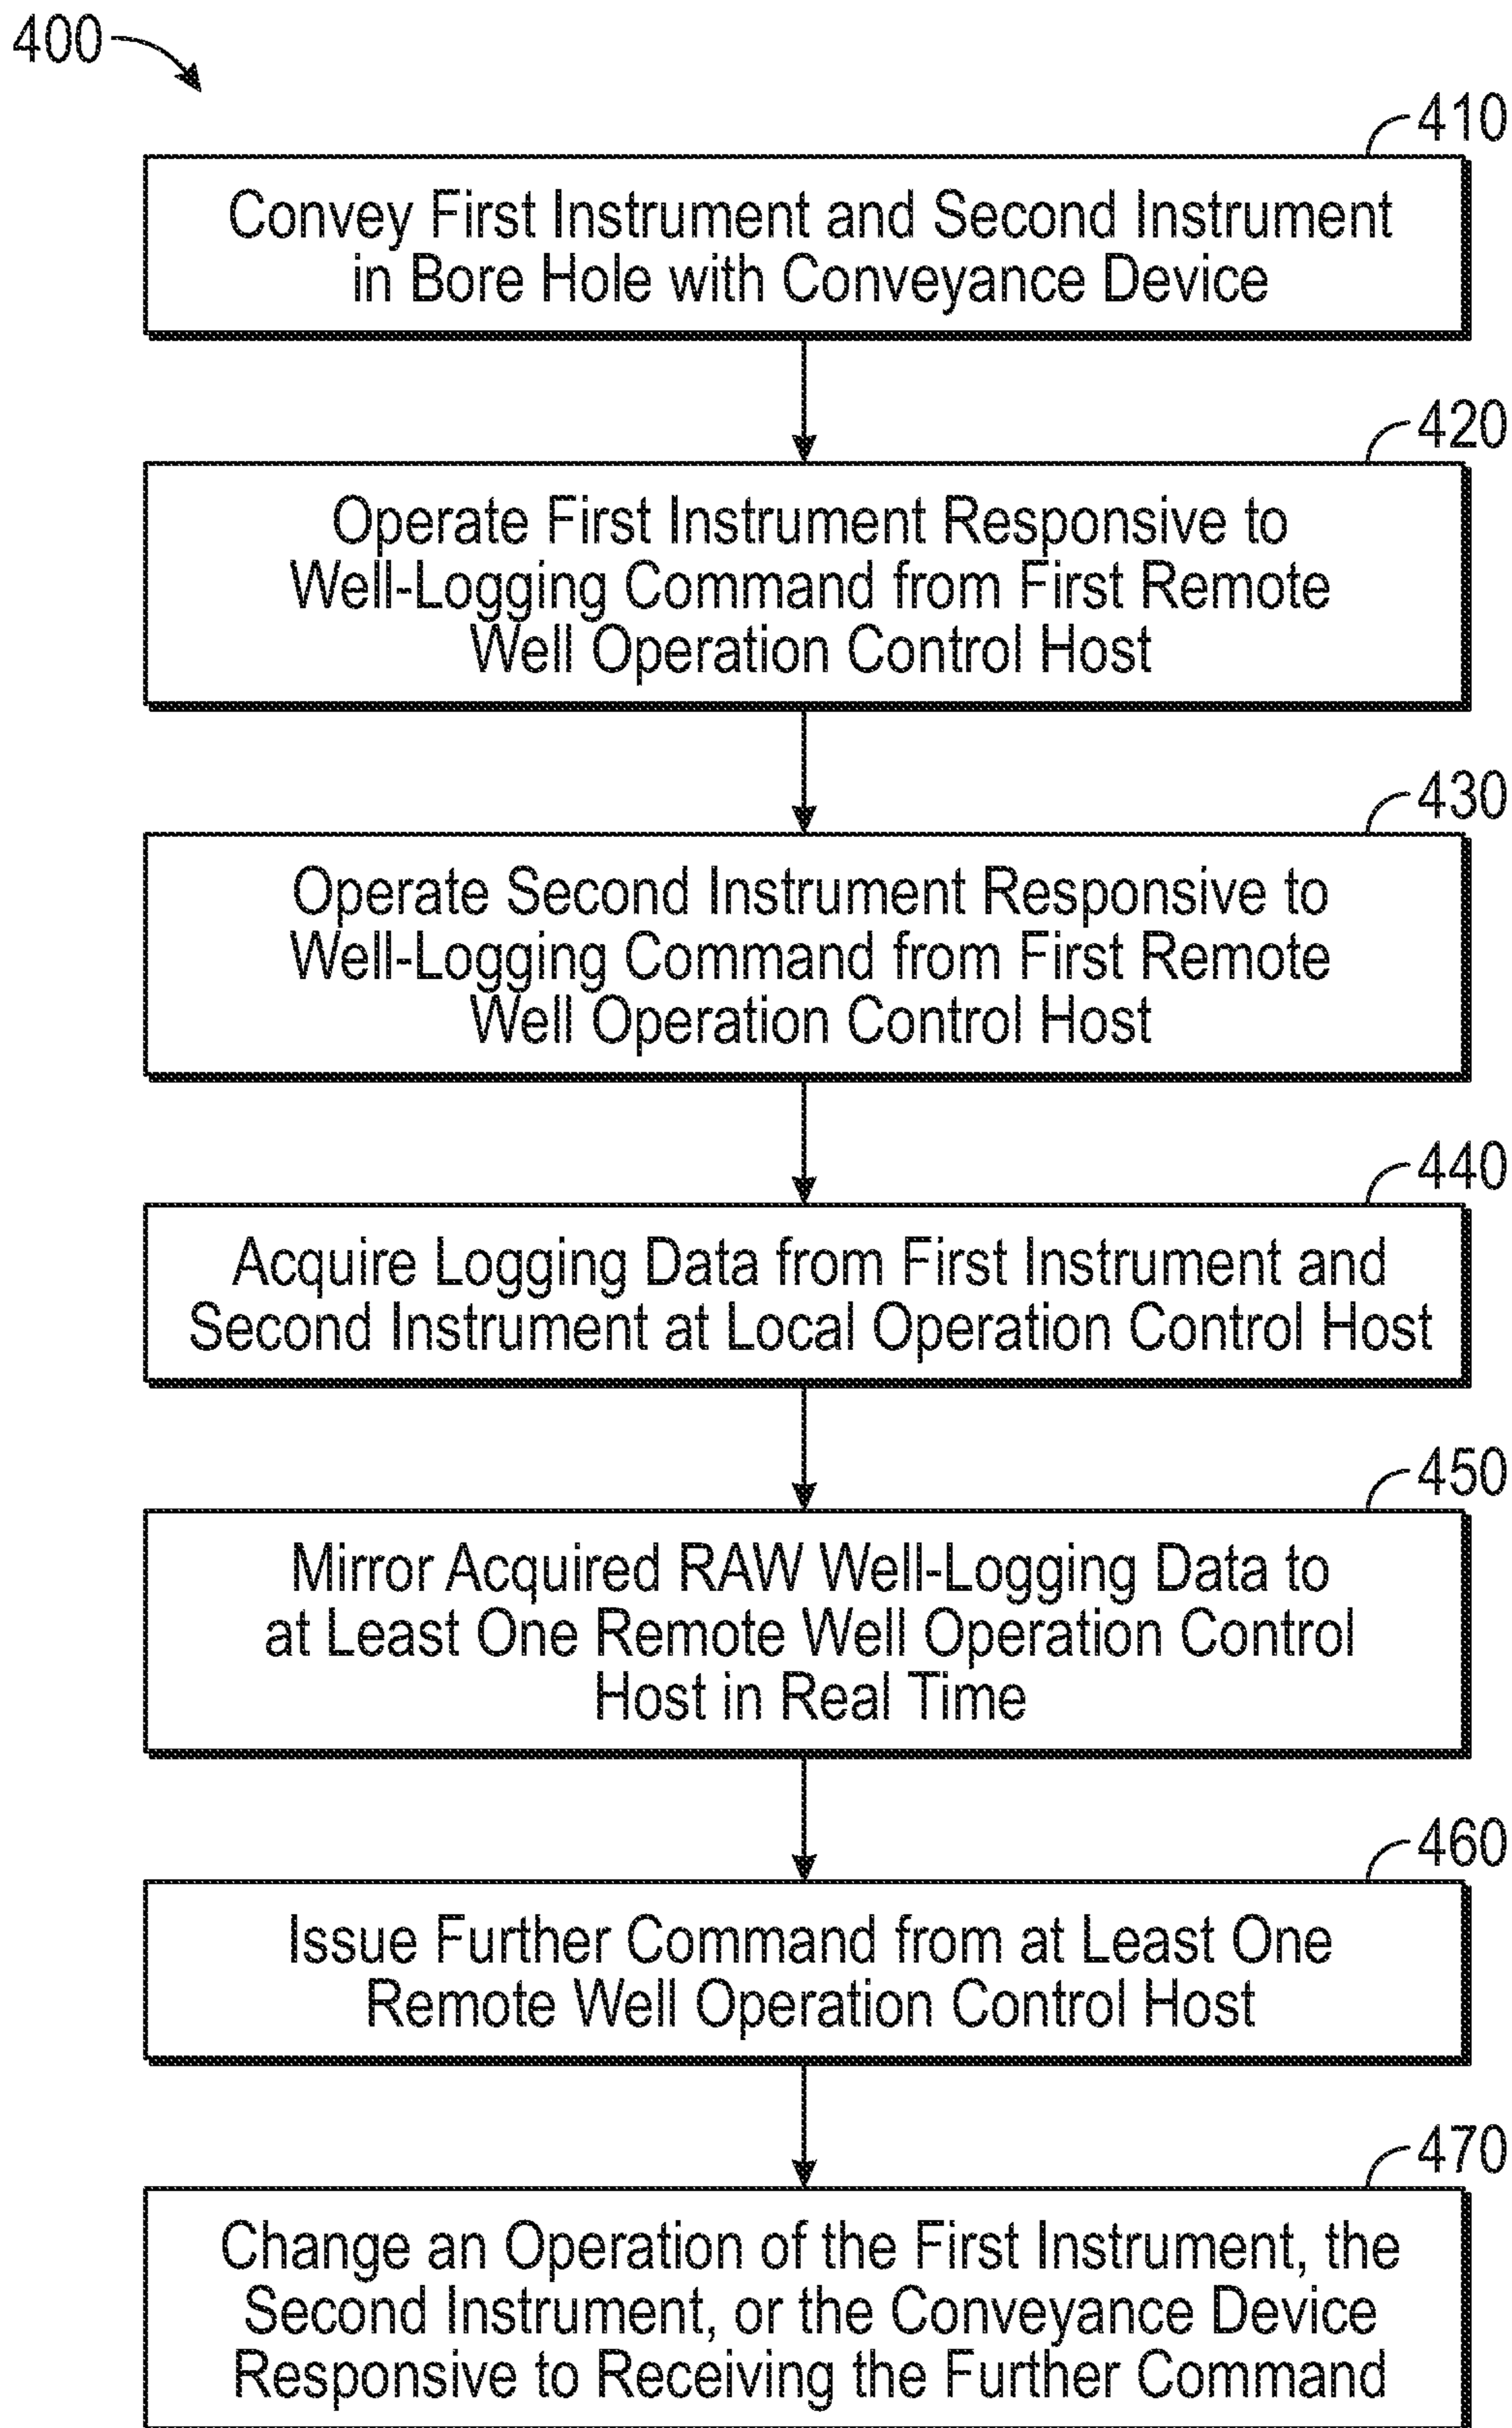 400
410
Convey First Instrument and Second Instrument
in Bore Hole with Conveyance Device
420
Operate First Instrument Responsive to
Well-Logging Command from First Remote
Well Operation Control Host
430
Operate Second Instrument Responsive to
Well-Logging Command from First Remote
Well Operation Control Host
440
Acquire Logging Data from First Instrument and
Second Instrument at Local Operation Control Host
450
Mirror Acquired RAW Well-Logging Data to
at Least One Remote Well Operation Control
Host in Real Time
460
Issue Further Command from at Least One
Remote Well Operation Control Host
470
Change an Operation of the First Instrument, the
Second Instrument, or the Conveyance Device
Responsive to Receiving the Further Command